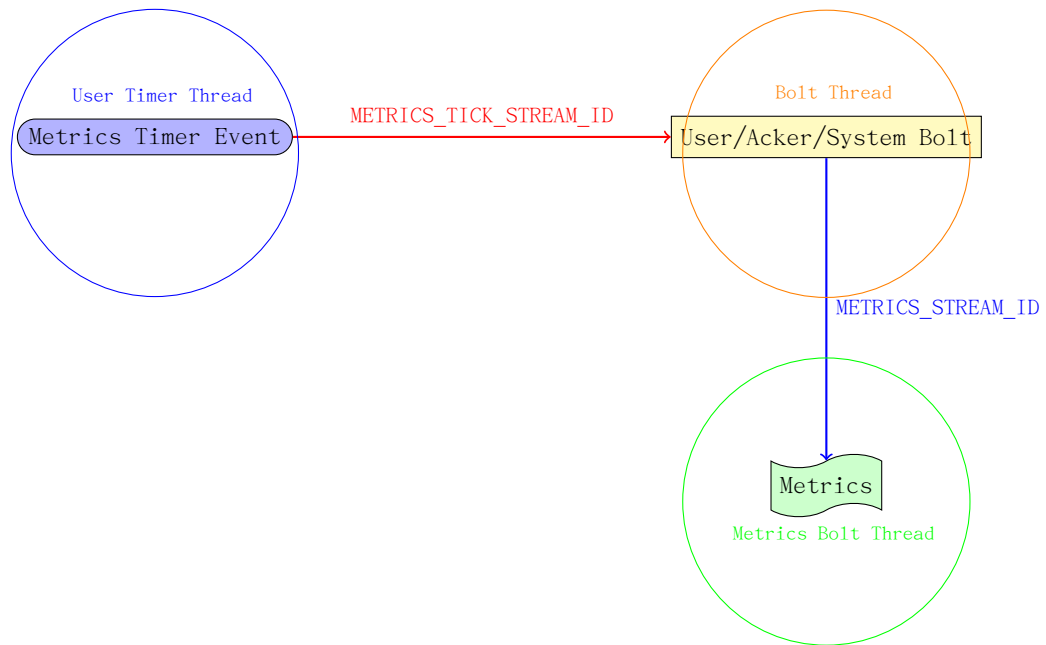 User Timer Thread
Metrics Timer Event
METRICS_TICK_STREAM_ID
Bolt Thread
User/Acker/System Bolt
METRICS_STREAM_ID
Metrics
Metrics Bolt Thread